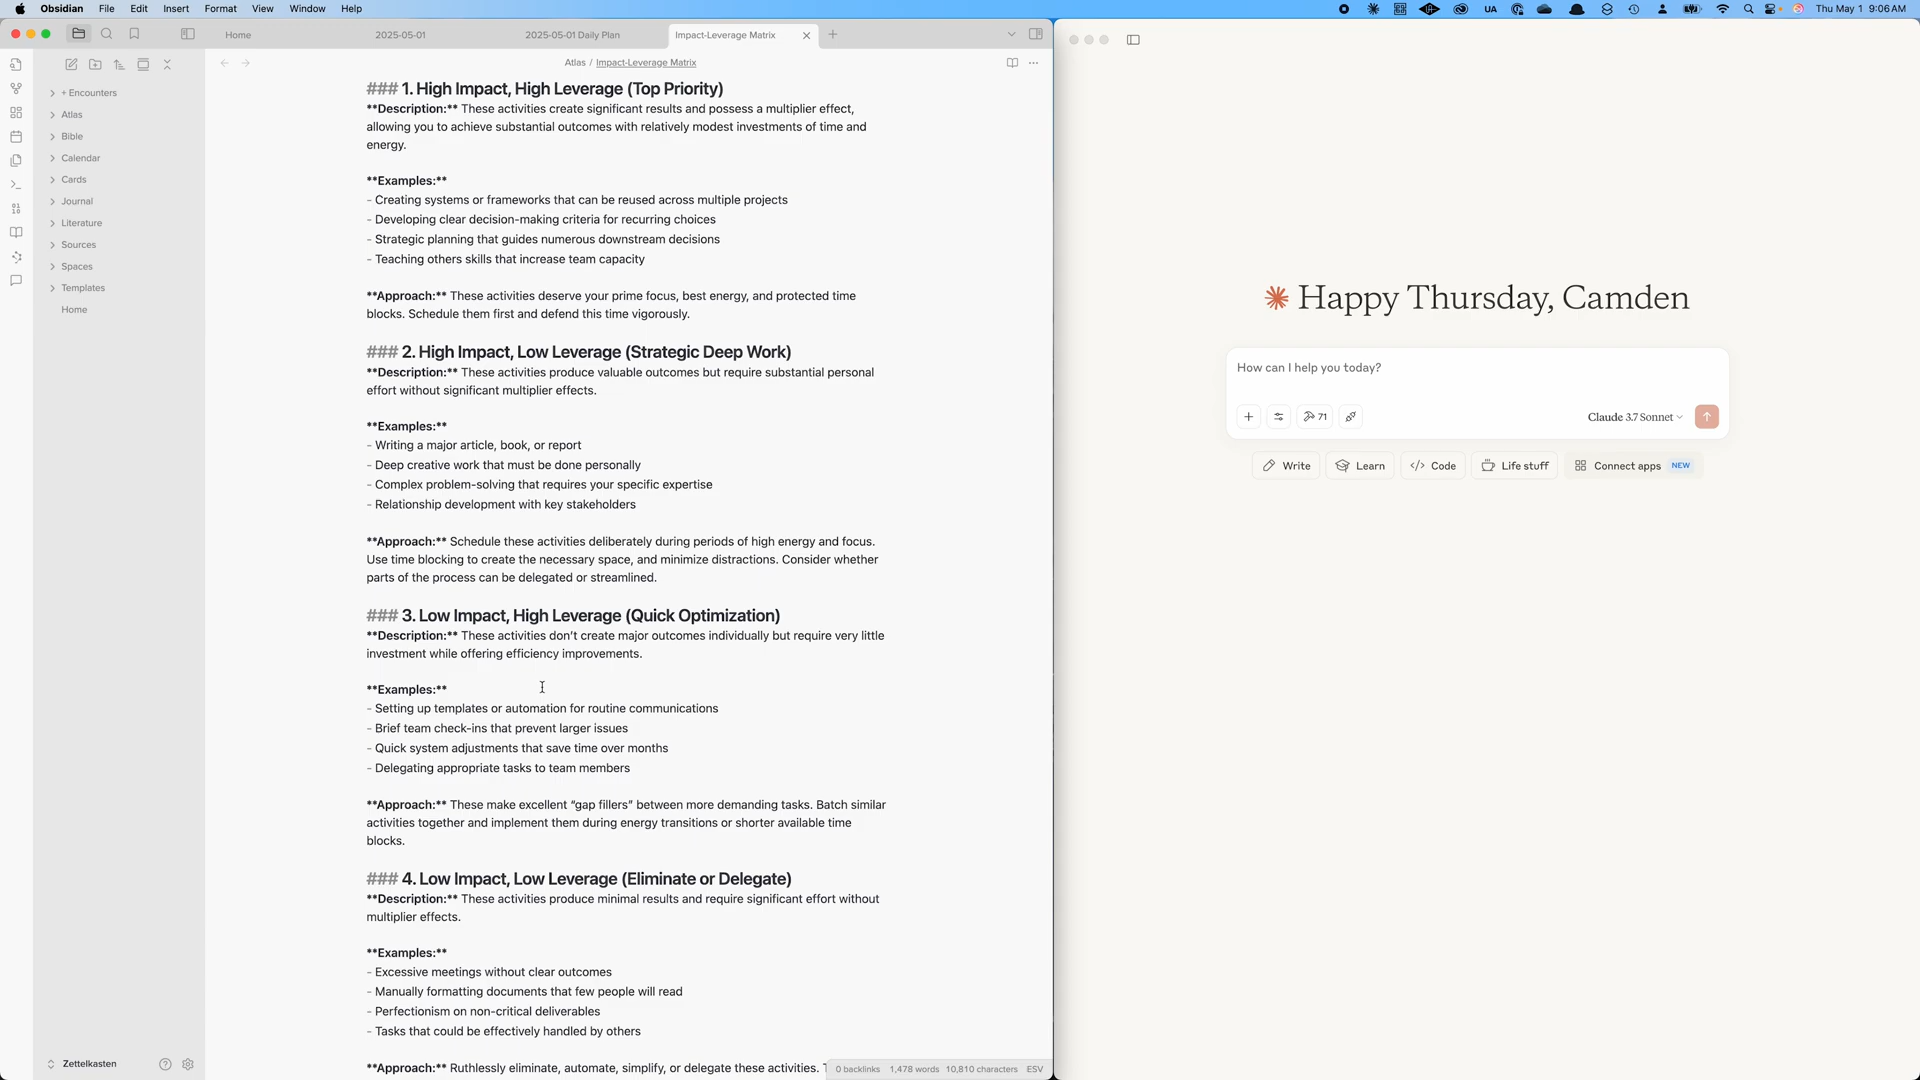 Obsidian File Edit Insert Format View Window Help
UA
Thu May 1 9:06 AM
Home
2025-05-01
2025-05-01 Daily Plan
Impact-Leverage Matrix
Atlas / Impact-Leverage Matrix
+ Encounters
Atlas
Bible
Calendar
Cards
Journal
Literature
Sources
Spaces
Templates
Home
Zettelkasten
### 1. High Impact, High Leverage (Top Priority)
**Description:** These activities create significant results and possess a multiplier effect,
allowing you to achieve substantial outcomes with relatively modest investments of time and
energy.
**Examples:**
- Creating systems or frameworks that can be reused across multiple projects
- Developing clear decision-making criteria for recurring choices
- Strategic planning that guides numerous downstream decisions
- Teaching others skills that increase team capacity
**Approach:** These activities deserve your prime focus, best energy, and protected time
blocks. Schedule them first and defend this time vigorously.
### 2. High Impact, Low Leverage (Strategic Deep Work)
**Description:** These activities produce valuable outcomes but require substantial personal
effort without significant multiplier effects.
**Examples:**
- Writing a major article, book, or report
- Deep creative work that must be done personally
- Complex problem-solving that requires your specific expertise
- Relationship development with key stakeholders
**Approach:** Schedule these activities deliberately during periods of high energy and focus.
Use time blocking to create the necessary space, and minimize distractions. Consider whether
parts of the process can be delegated or streamlined.
### 3. Low Impact, High Leverage (Quick Optimization)
**Description:** These activities don’t create major outcomes individually but require very little
investment while offering efficiency improvements.
**Examples:**
- Setting up templates or automation for routine communications
- Brief team check-ins that prevent larger issues
- Quick system adjustments that save time over months
- Delegating appropriate tasks to team members
**Approach:** These make excellent “gap fillers” between more demanding tasks. Batch similar
activities together and implement them during energy transitions or shorter available time
blocks.
### 4. Low Impact, Low Leverage (Eliminate or Delegate)
**Description:** These activities produce minimal results and require significant effort without
multiplier effects.
**Examples:**
- Excessive meetings without clear outcomes
- Manually formatting documents that few people will read
- Perfectionism on non-critical deliverables
- Tasks that could be effectively handled by others
**Approach:** Ruthlessly eliminate, automate, simplify, or delegate these activities.
0 backlinks 1,478 words 10,810 characters ESV
Happy Thursday, Camden
How can I help you today?
71
Claude 3.7 Sonnet
Write
Learn
Code
Life stuff
Connect apps NEW